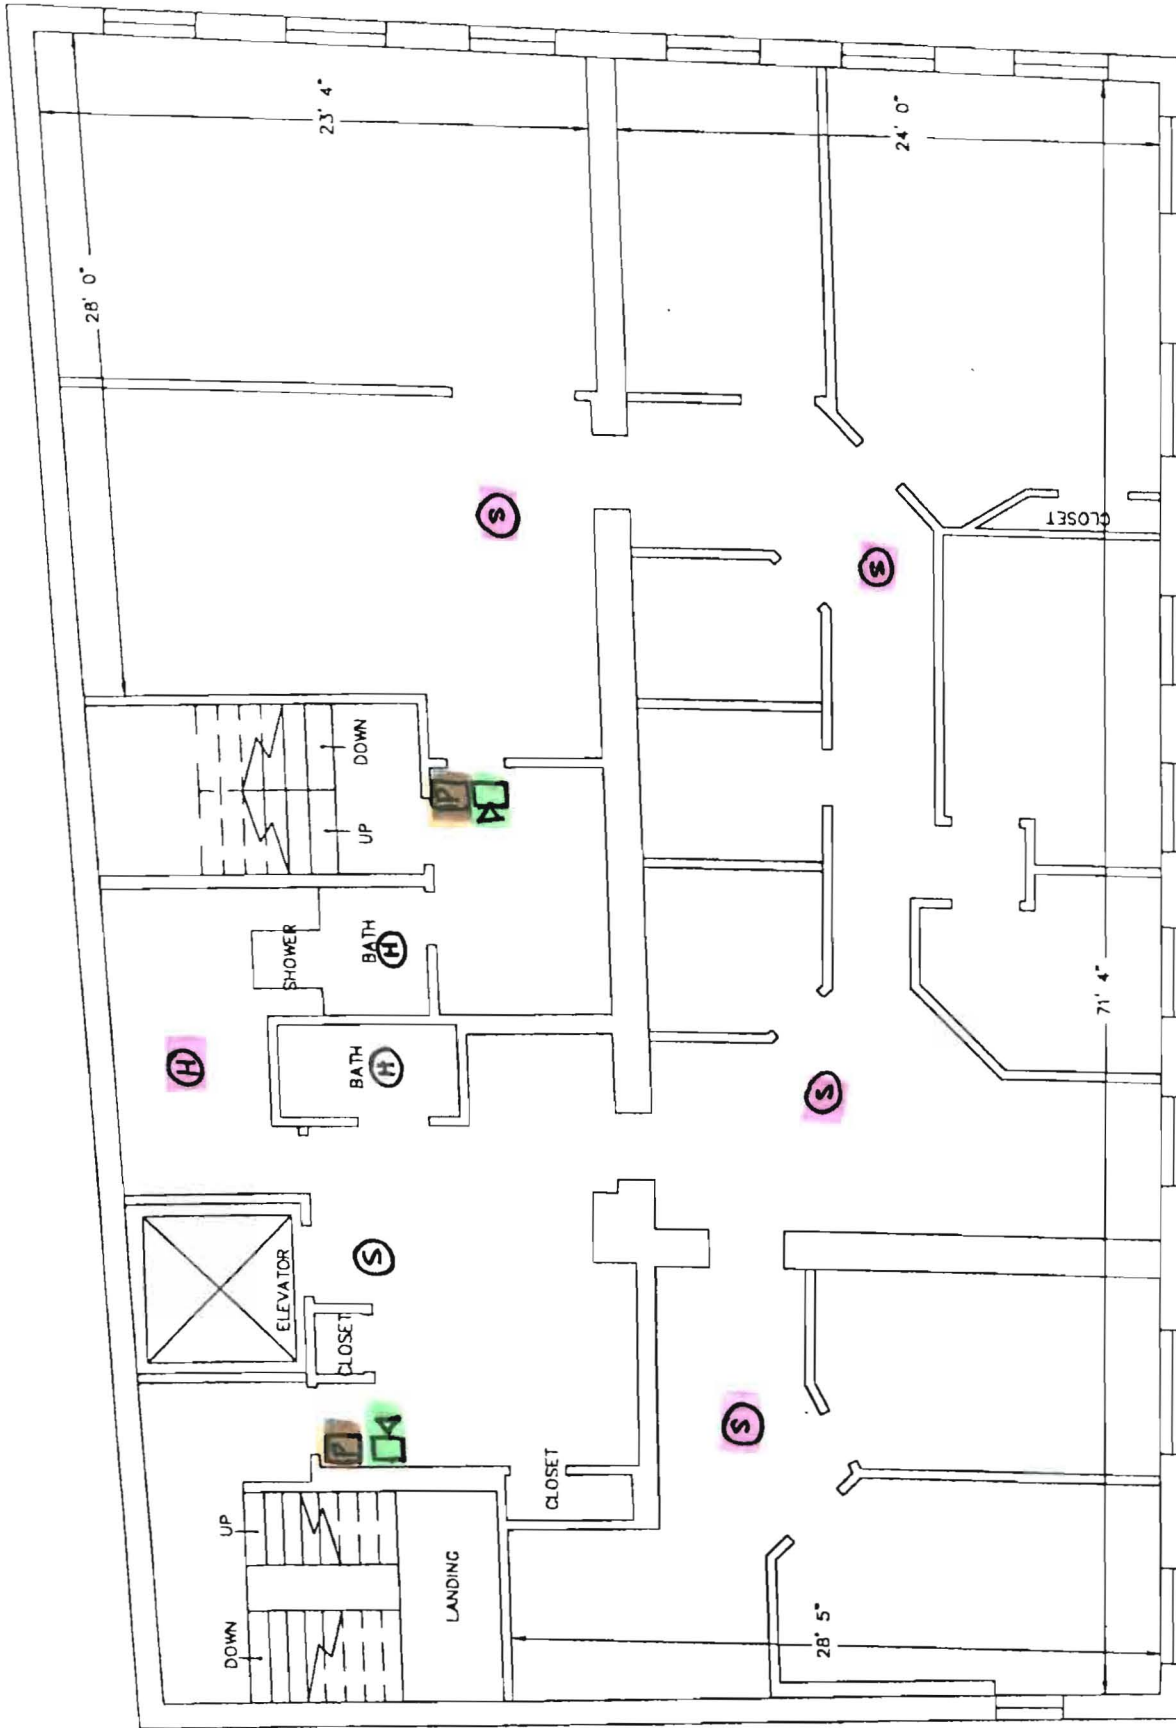 23' 4"
24' 0"
28' 0"
S
S
CLOSET
DOWN
UP
P
SHOWER
BATH
H
71' 4"
H
BATH
H
S
ELEVATOR
S
CLOSET
P
S
CLOSET
UP
LANDING
DOWN
28' 5"